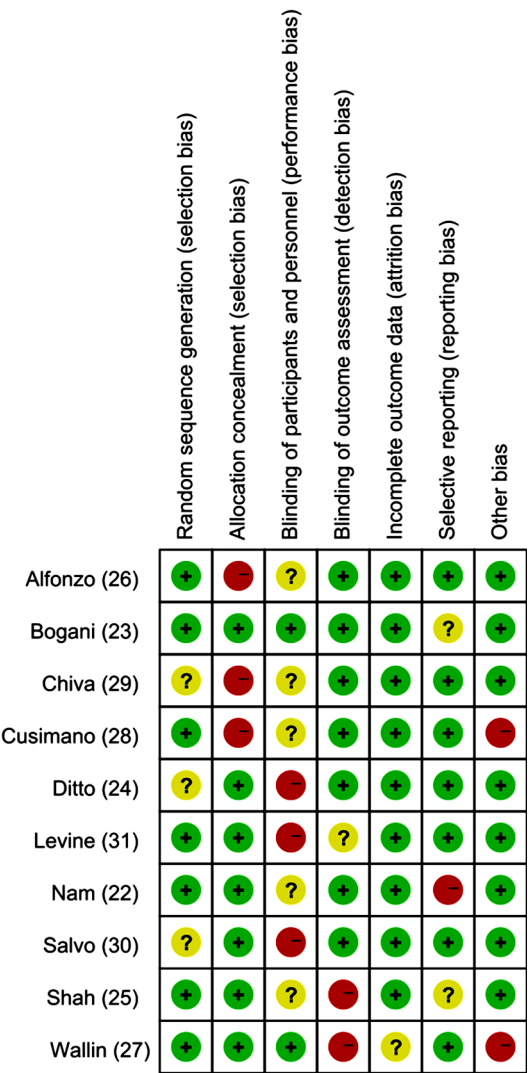 Random sequence generation (selection bias)
Allocation concealment (selection bias)
Blinding of participants and personnel (performance bias)
Blinding of outcome assessment (detection bias)
Incomplete outcome data (attrition bias)
Selective reporting (reporting bias)
Other bias
Alfonzo (26) + - ? + + + +
Bogani (23) + + + + + ? +
Chiva (29) ? - ? + + + +
Cusimano (28) + - ? + + + -
Ditto (24) ? + - + + + +
Levine (31) + + - ? + + +
Nam (22) + + ? + + - +
Salvo (30) ? + - + + + +
Shah (25) + + ? - + ? +
Wallin (27) + + + - ? + -